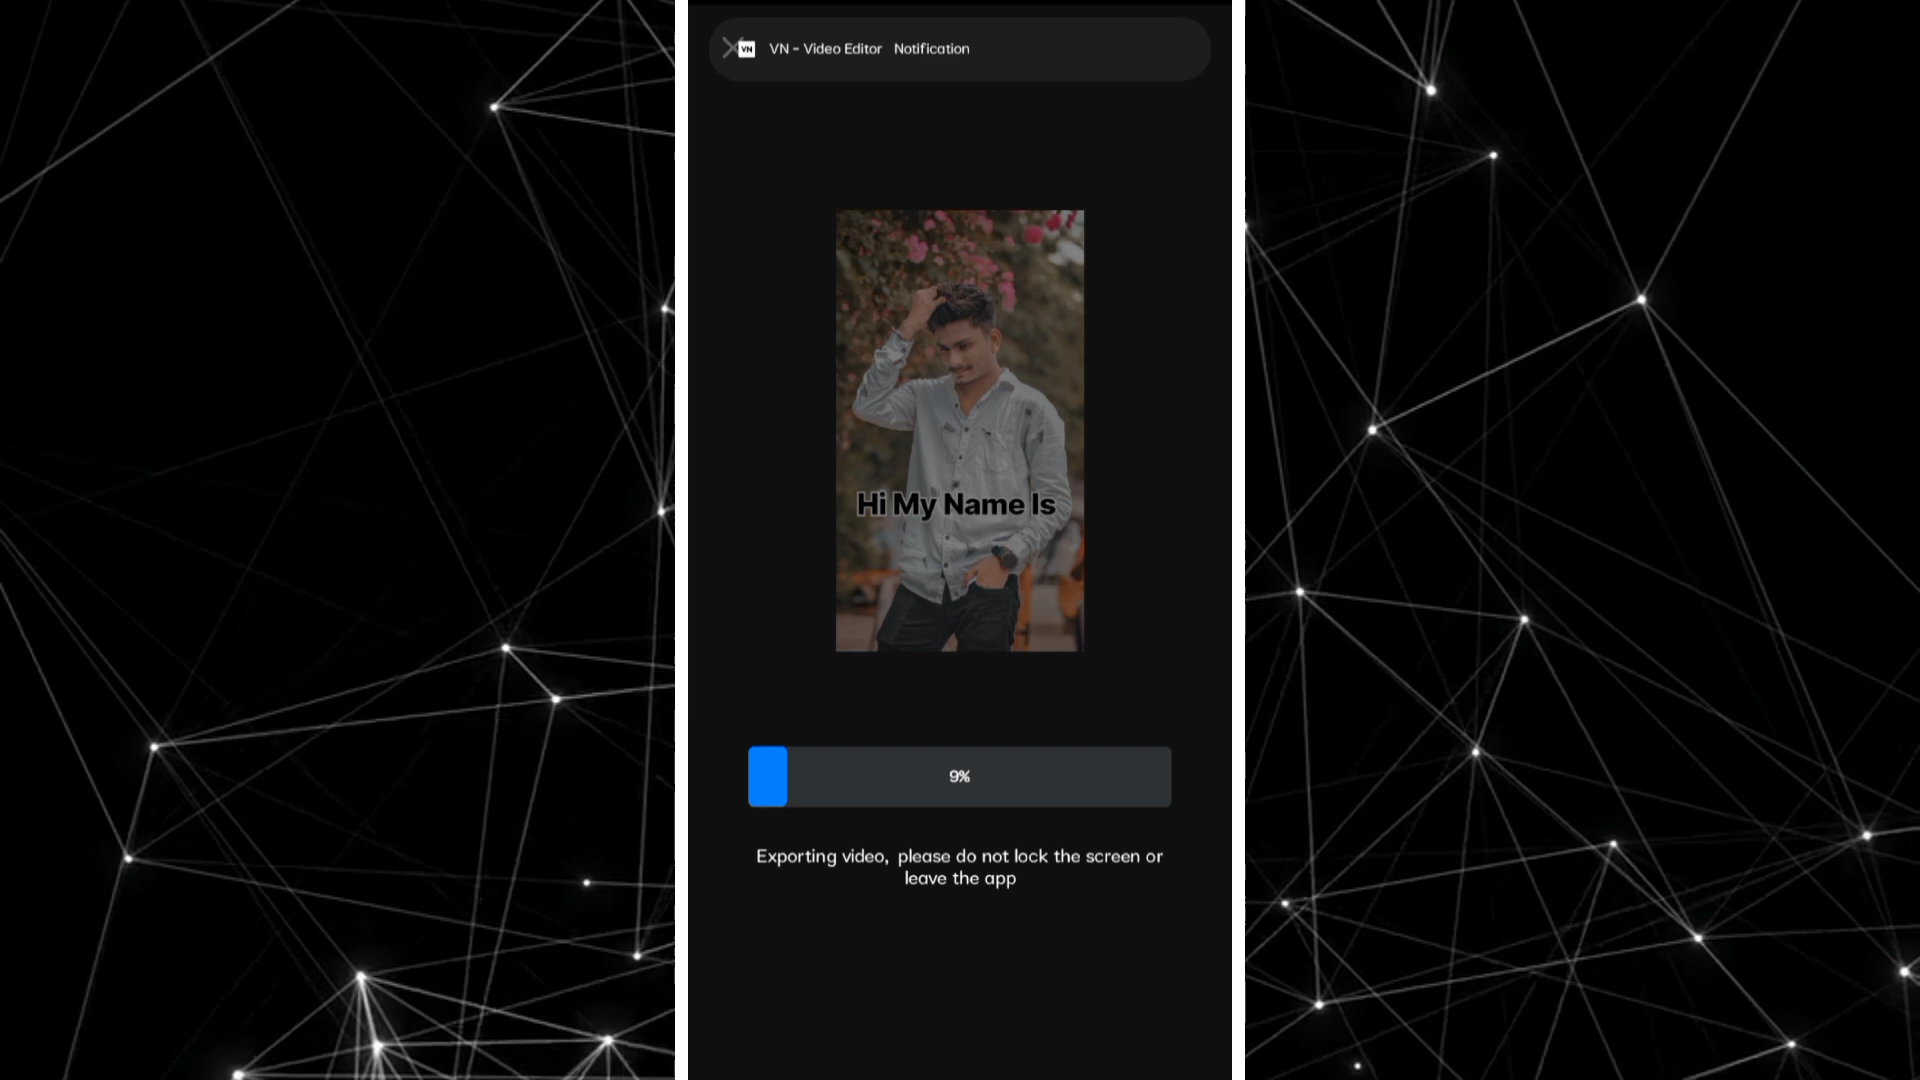 VN VN - Video Editor Notification
Hi My Name Is
9%
Exporting video, please do not lock the screen or
leave the app